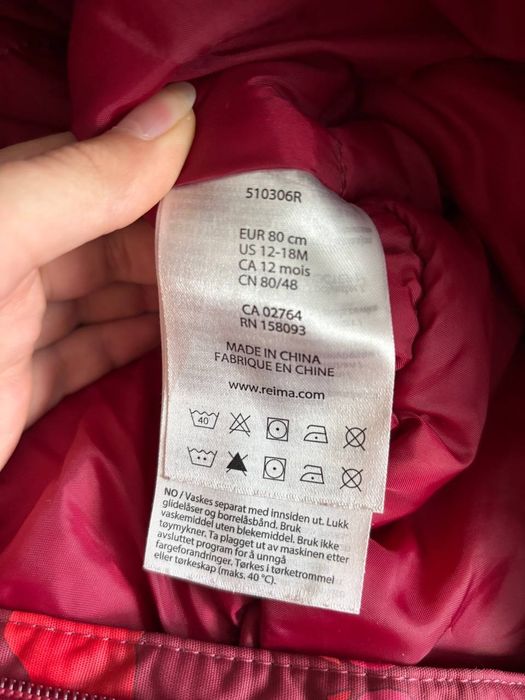 510306R
EUR 80 cm
US 12-18M
CA 12 mois
CN 80/48
CA 02764
RN 158093
MADE IN CHINA
FABRIQUE EN CHINE
www.reima.com
40
NO / Vaskes separat med innsiden ut. Lukk
glidelåser og borrelåsbånd. Bruk
vaskemiddel uten blekemiddel. Bruk ikke
tøymykner. Ta plagget ut av maskinen etter
avsluttet program for å unngå
fargeforandringer. Tørkes i tørketrommel
eller tørkeskap (maks. 40 °C).